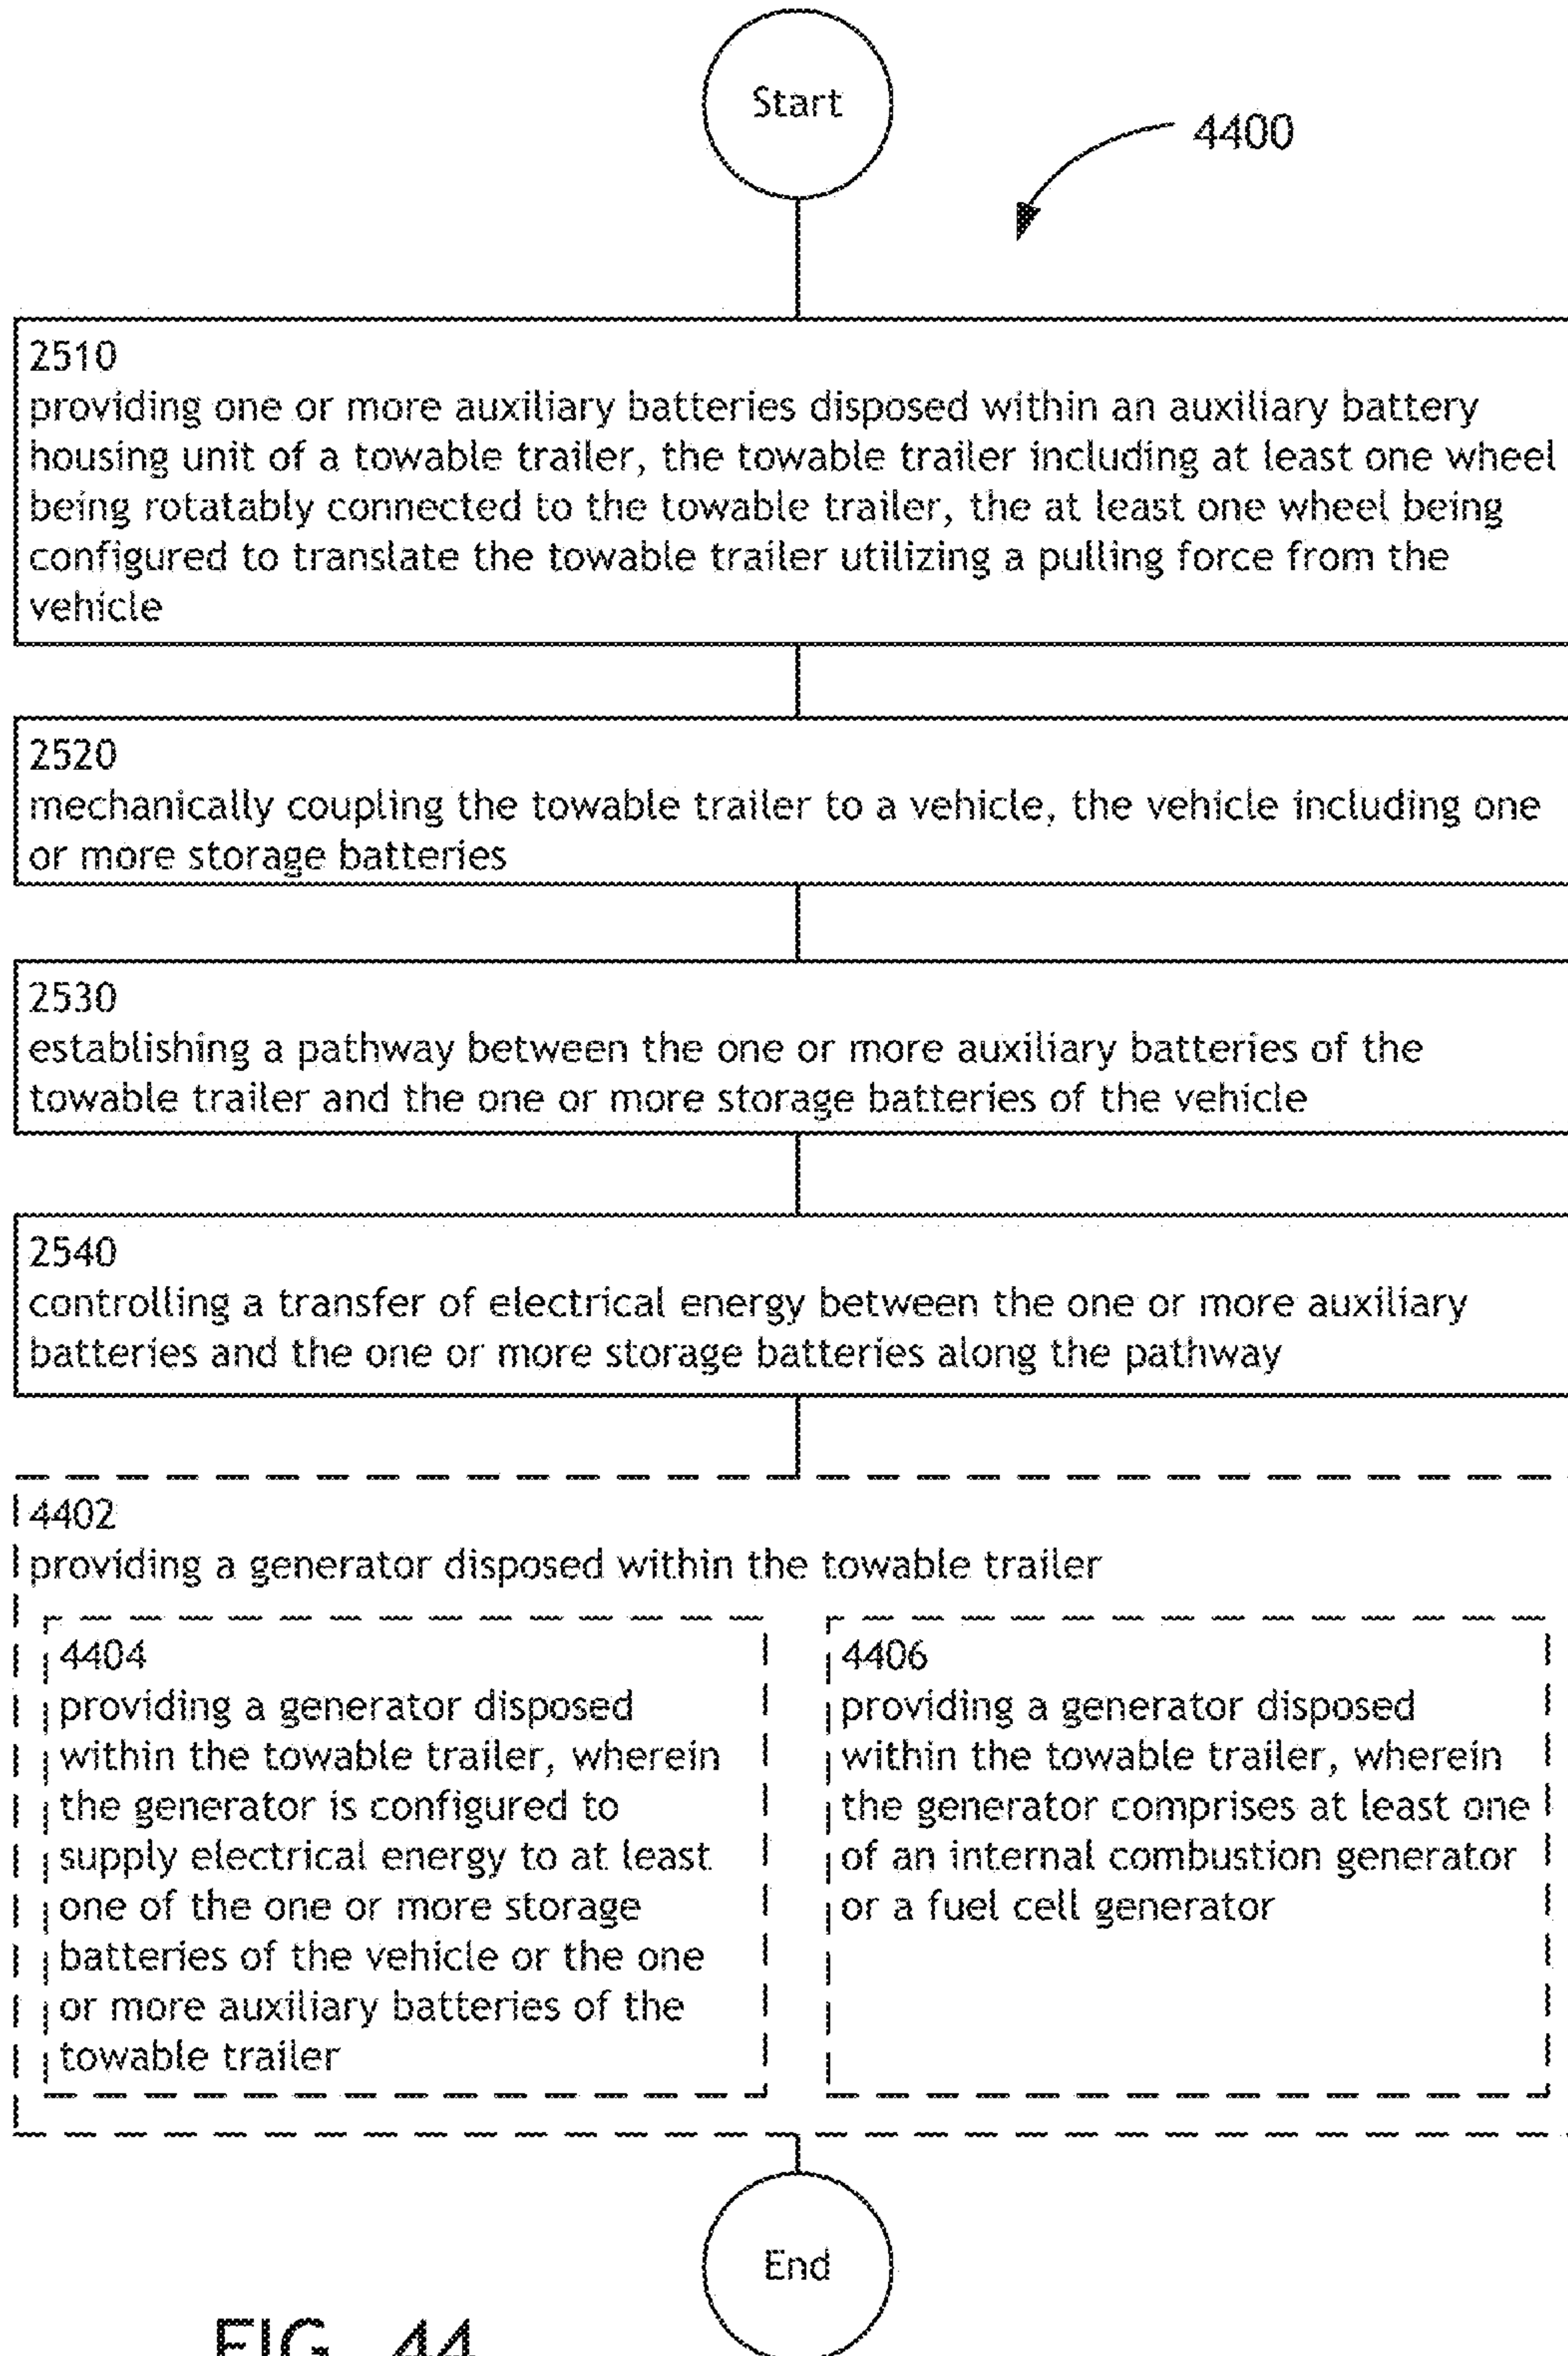 Start
4400
2510
providing one or more auxiliary batteries disposed within an auxiliary battery
housing unit of a towable trailer, the towable trailer including at least one wheel
being rotatably connected to the towable trailer, the at least one wheel being
configured to translate the towable trailer utilizing a pulling force from the
vehicle
2520
mechanically coupling the towable trailer to a vehicle, the vehicle including one
or more storage batteries
2530
establishing a pathway between the one or more auxiliary batteries of the
towable trailer and the one or more storage batteries of the vehicle
2540
controlling a transfer of electrical energy between the one or more auxiliary
batteries and the one or more storage batteries along the pathway
4402
providing a generator disposed within the towable trailer
4404
providing a generator disposed
within the towable trailer, wherein
the generator is configured to
supply electrical energy to at least
one of the one or more storage
batteries of the vehicle or the one
or more auxiliary batteries of the
towable trailer
4406
providing a generator disposed
within the towable trailer, wherein
the generator comprises at least one
of an internal combustion generator
or a fuel cell generator
End
FIG. 44